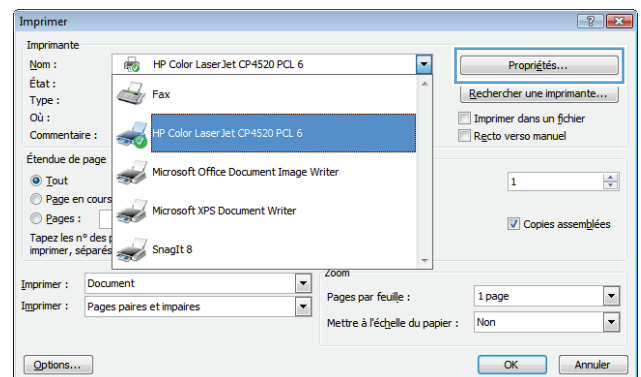 Imprimer
Imprimante
Nom : HP Color LaserJet CP4520 PCL 6 Propriétés...
État :
Fax
Type :
Rechercher une imprimante...
Où :
HP Color LaserJet CP4520 PCL 6
Imprimer dans un fichier
Commentaire :
Recto verso manuel
Étendue de page
Tout
Microsoft Office Document Image Writer
1
Page en cours
Pages :
Microsoft XPS Document Writer
Copies assemblées
Tapez les n° des
imprimer, séparés
SnagIt 8
Zoom
Imprimer : Document
Pages par feuille : 1 page
Imprimer : Pages paires et impaires
Mettre à l'échelle du papier : Non
Options... OK Annuler